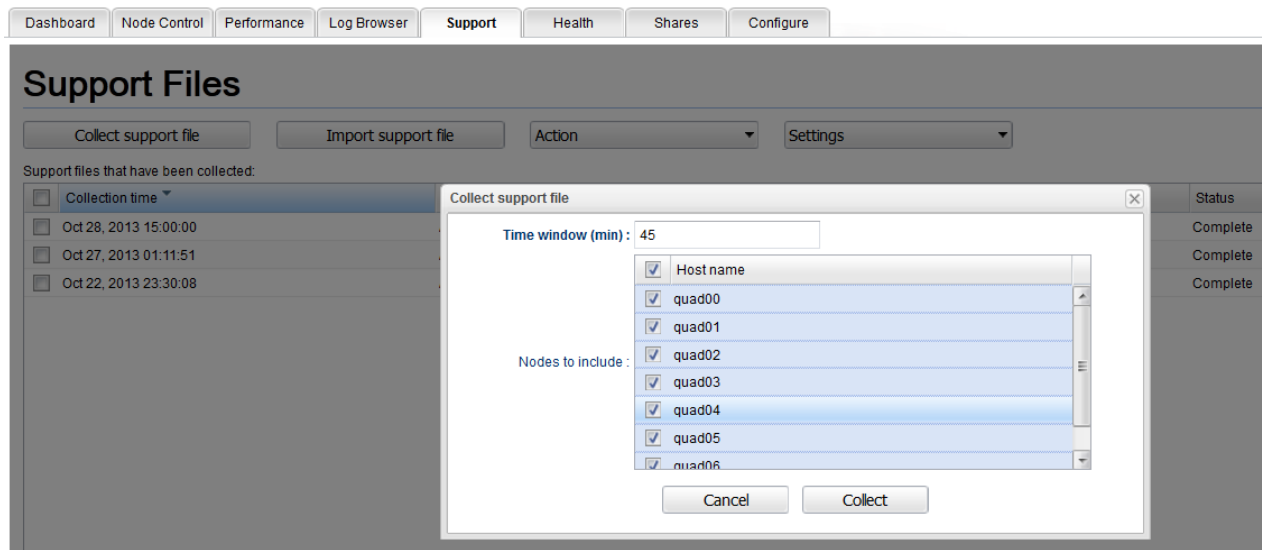 Dashboard Node Control Performance Log Browser Support Health Shares Configure
Support Files
Collect support file Import support file Action Settings
Support files that have been collected:
Collection time Status
Collect support file
Oct 28, 2013 15:00:00 Complete
Time window (min) : 45
Oct 27, 2013 01:11:51 Complete
Host name
Oct 22, 2013 23:30:08 Complete
quad00
quad01
Nodes to include :
quad02
quad03
quad04
quad05
quad06
Cancel Collect